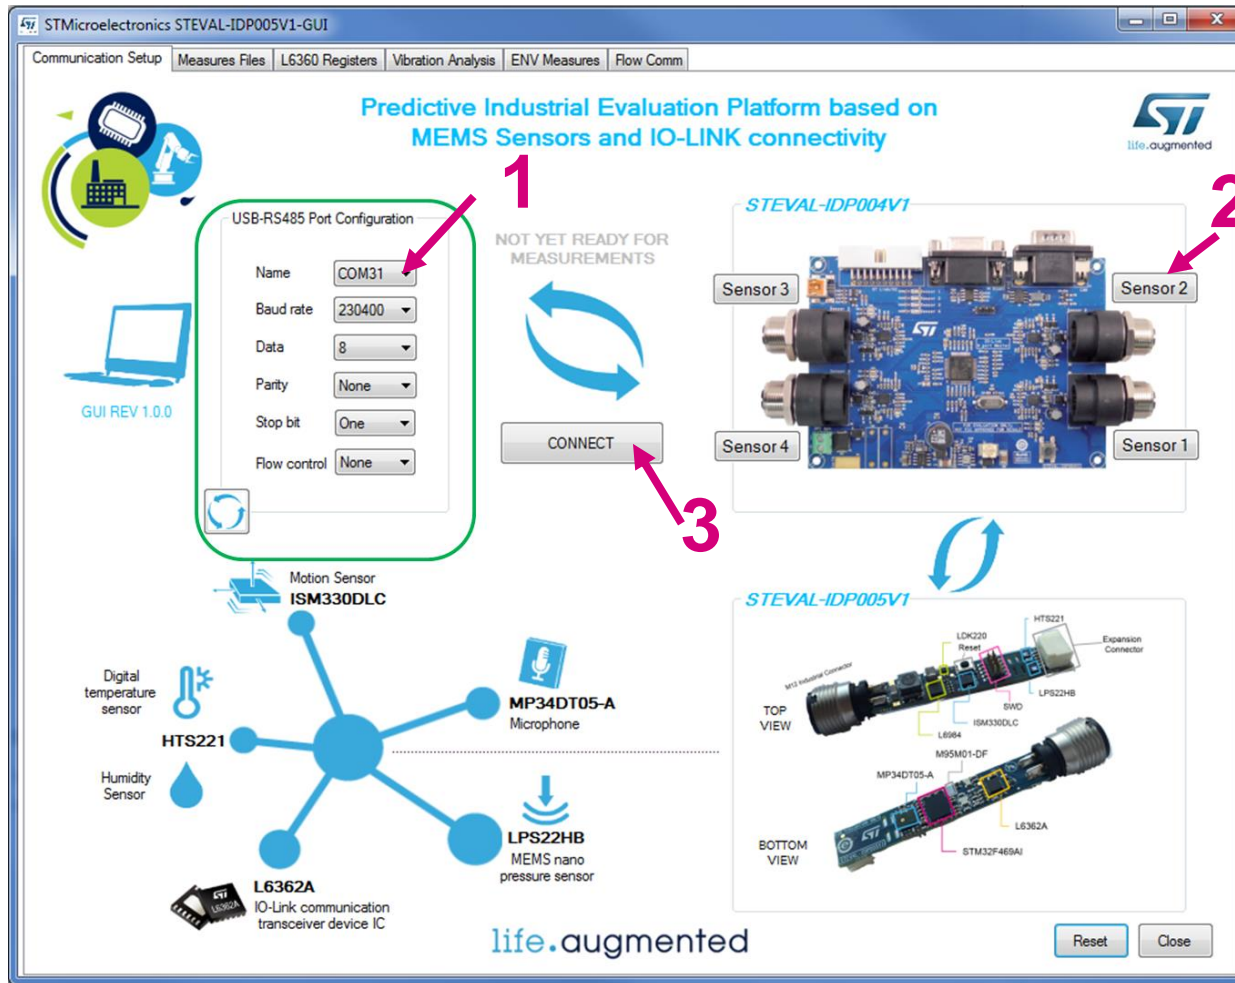 STMicroelectronics STEVAL-IDP005V1-GUI
Communication Setup
Measures Files
L6360 Registers
Vibration Analysis
ENV Measures
Flow Comm
Predictive Industrial Evaluation Platform based on
MEMS Sensors and IO-LINK connectivity
life.augmented
1
2
USB-RS485 Port Configuration
Name COM31
Baud rate 230400
Data 8
Parity None
Stop bit One
Flow control None
GUI REV 1.0.0
NOT YET READY FOR
MEASUREMENTS
CONNECT
3
STEVAL-IDP004V1
Sensor 3
Sensor 2
Sensor 4
Sensor 1
Motion Sensor
ISM330DLC
Digital
temperature
sensor
HTS221
Humidity
Sensor
MP34DT05-A
Microphone
LPS22HB
MEMS nano
pressure sensor
L6362A
L6362A
IO-Link communication
transceiver device IC
STEVAL-IDP005V1
HTS221
LDK220
Reset
Expansion
Connector
M12 Industrial Connector
TOP
VIEW
LPS22HB
SWD
ISM330DLC
L6984
M95M01-DF
MP34DT05-A
L6362A
STM32F469AI
BOTTOM
VIEW
life.augmented
Reset
Close